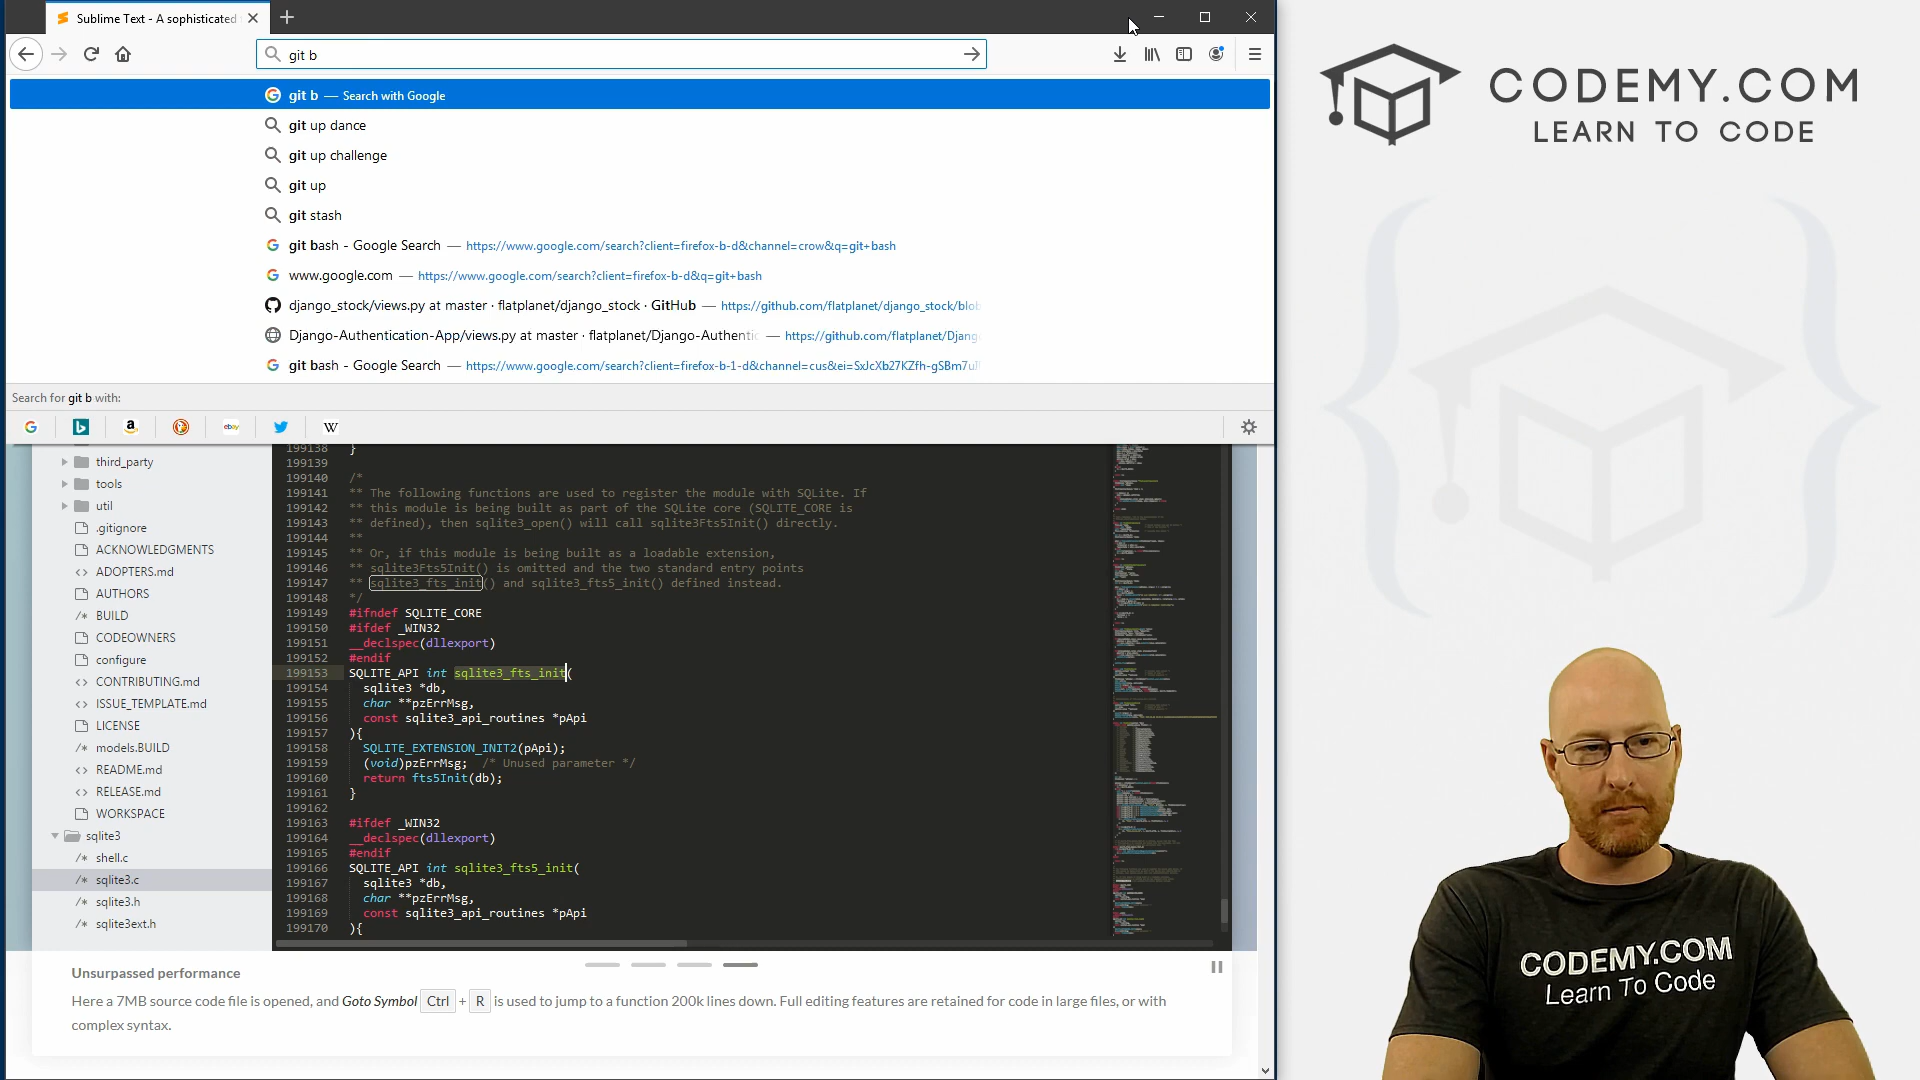 Sublime Text - A sophisticated
git b
git b — Search with Google
git up dance
git up challenge
git up
git stash
git bash - Google Search — https://www.google.com/search?client=firefox-b-d&channel=crow&q=git+bash
www.google.com — https://www.google.com/search?client=firefox-b-d&q=git+bash
django_stock/views.py at master · flatplanet/django_stock · GitHub — https://github.com/flatplanet/django_stock/blob
Django-Authentication-App/views.py at master · flatplanet/Django-Authentic — https://github.com/flatplanet/Djang
git bash - Google Search — https://www.google.com/search?client=firefox-b-1-d&channel=cus&ei=SxJcXb27KZfh-gSBm7uI
Search for git b with:
ebay
W
third_party
tools
util
.gitignore
ACKNOWLEDGMENTS
<> ADOPTERS.md
AUTHORS
/* BUILD
CODEOWNERS
configure
<> CONTRIBUTING.md
<> ISSUE_TEMPLATE.md
LICENSE
/* models.BUILD
<> README.md
<> RELEASE.md
WORKSPACE
sqlite3
/* shell.c
/* sqlite3.c
/* sqlite3.h
/* sqlite3ext.h
199138 }
199139
199140 /*
199141 ** The following functions are used to register the module with SQLite. If
199142 ** this module is being built as part of the SQLite core (SQLITE_CORE is
199143 ** defined), then sqlite3_open() will call sqlite3Fts5Init() directly.
199144 **
199145 ** Or, if this module is being built as a loadable extension,
199146 ** sqlite3Fts5Init() is omitted and the two standard entry points
199147 ** sqlite3_fts_init() and sqlite3_fts5_init() defined instead.
199148 */
199149 #ifndef SQLITE_CORE
199150 #ifdef _WIN32
199151 __declspec(dllexport)
199152 #endif
199153 SQLITE_API int sqlite3_fts_init(
199154 sqlite3 *db,
199155 char **pzErrMsg,
199156 const sqlite3_api_routines *pApi
199157 ){
199158 SQLITE_EXTENSION_INIT2(pApi);
199159 (void)pzErrMsg; /* Unused parameter */
199160 return fts5Init(db);
199161 }
199162
199163 #ifdef _WIN32
199164 __declspec(dllexport)
199165 #endif
199166 SQLITE_API int sqlite3_fts5_init(
199167 sqlite3 *db,
199168 char **pzErrMsg,
199169 const sqlite3_api_routines *pApi
199170 ){
Unsurpassed performance
Here a 7MB source code file is opened, and Goto Symbol Ctrl + R is used to jump to a function 200k lines down. Full editing features are retained for code in large files, or with
complex syntax.
CODEMY.COM
LEARN TO CODE
CODEMY.COM
Learn To Code